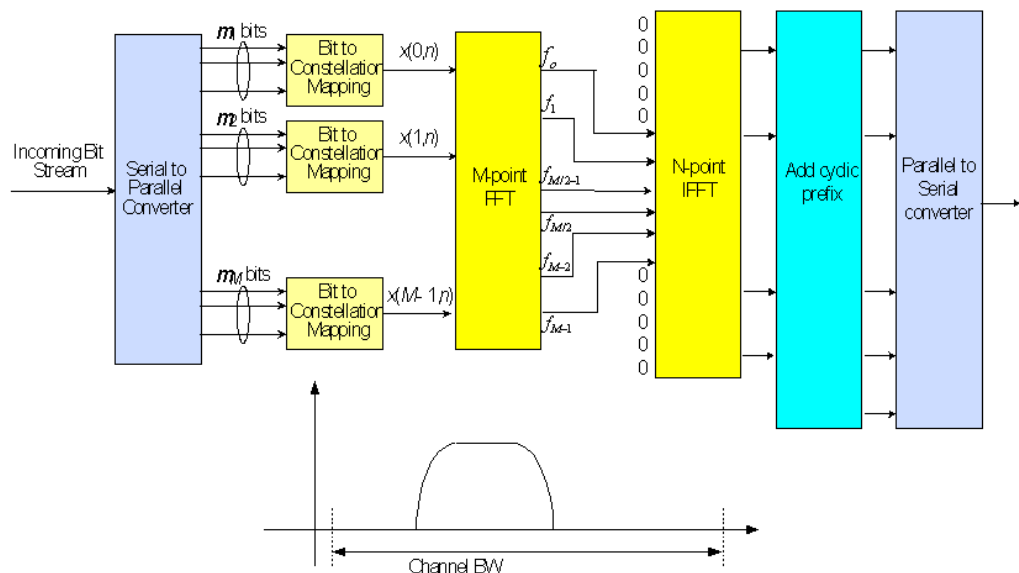 m1 bits
Bit to
Constellation
Mapping
x(0,n)
m2 bits
Bit to
Constellation
Mapping
x(1,n)
Incoming Bit
Stream
Serial to
Parallel
Converter
mM bits
Bit to
Constellation
Mapping
x(M- 1,n)
M-point
FFT
fo
f1
fM/2-1
fM/2
fM-2
fM-1
0
0
0
0
0
0
0
0
0
0
N-point
IFFT
Add cyclic
prefix
Parallel to
Serial
converter
Channel BW